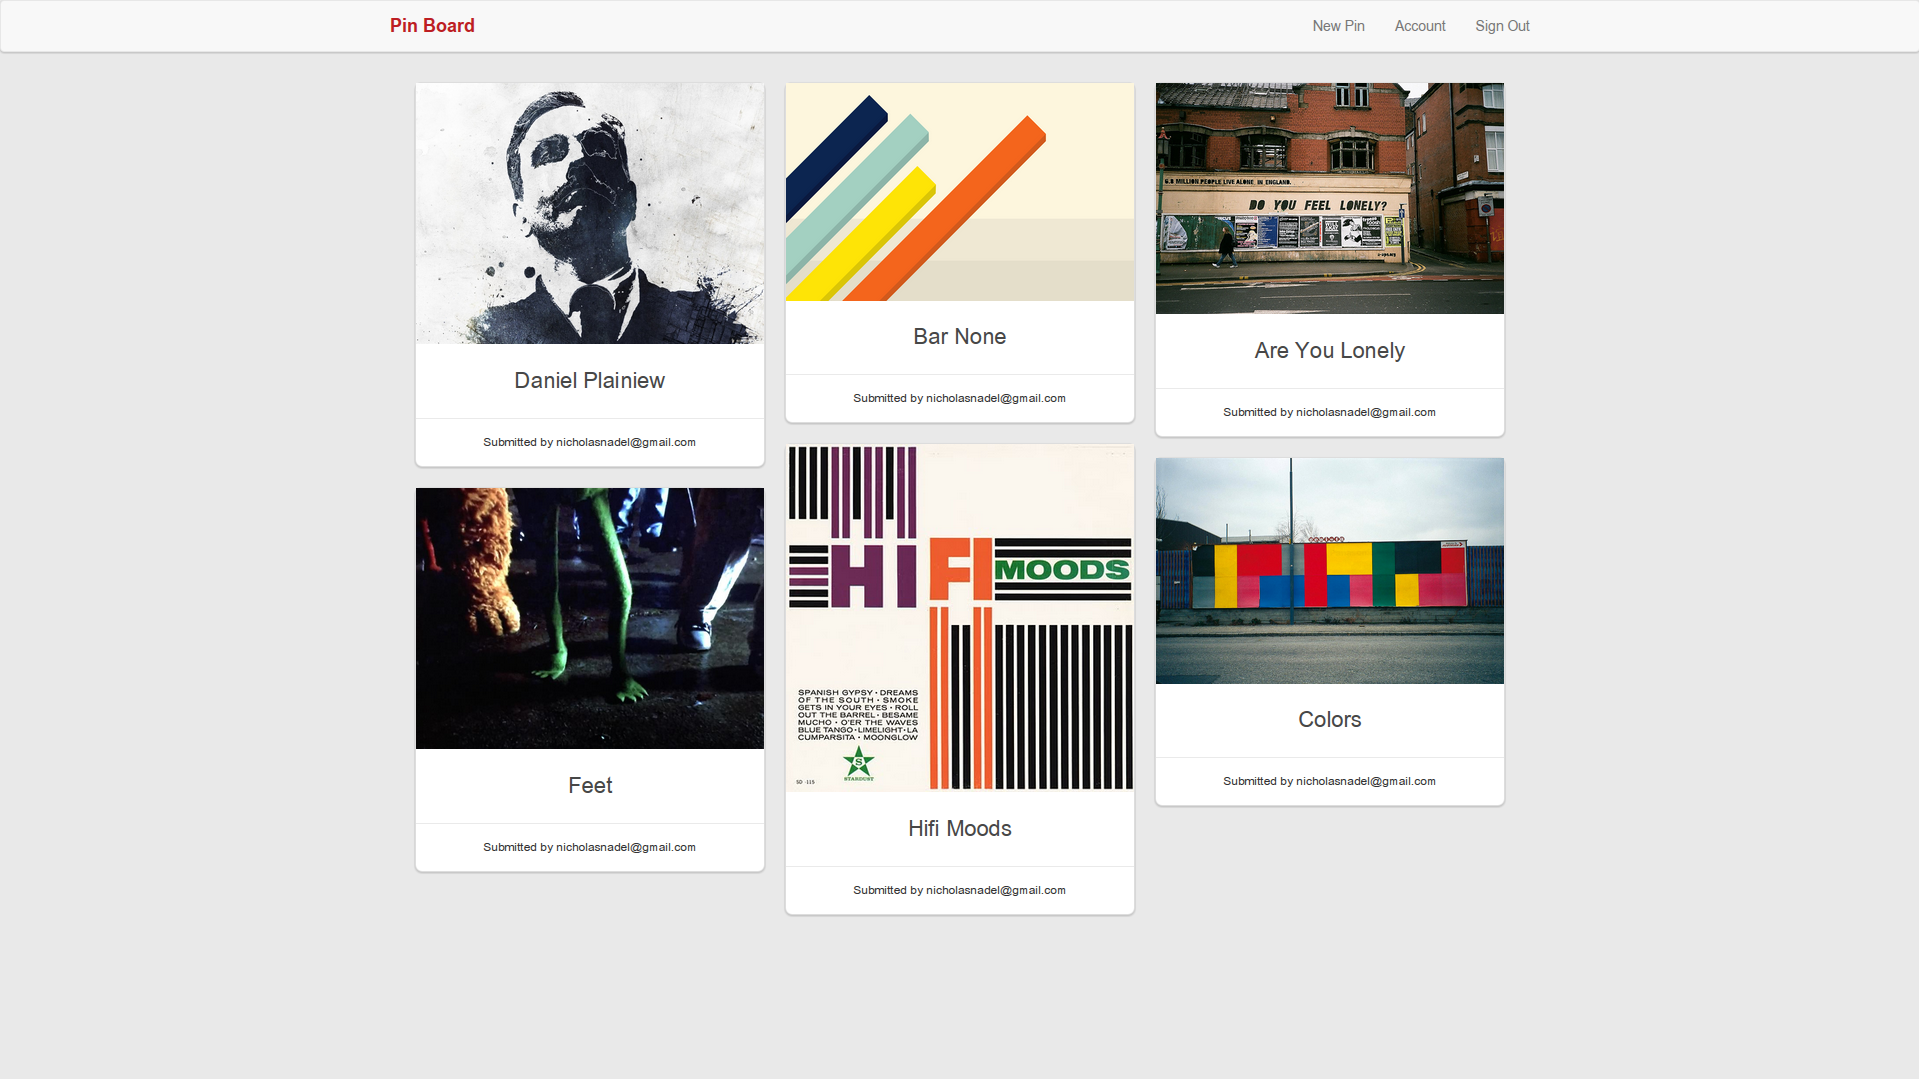 Pin Board
New Pin
Account
Sign Out
Daniel Plainiew
Submitted by nicholasnadel@gmail.com
Bar None
Submitted by nicholasnadel@gmail.com
6.8 MILLION PEOPLE LIVE ALONE IN ENGLAND.
DO YOU FEEL LONELY?
Are You Lonely
Submitted by nicholasnadel@gmail.com
Feet
Submitted by nicholasnadel@gmail.com
HI FI MOODS
SPANISH GYPSY • DREAMS
OF THE SOUTH • SMOKE
GETS IN YOUR EYES • ROLL
OUT THE BARREL • BESAME
MUCHO • O'ER THE WAVES
BLUE TANGO • LIMELIGHT • LA
CUMPARSITA • MOONGLOW
S
STARDUST
SD -115
Hifi Moods
Submitted by nicholasnadel@gmail.com
Colors
Submitted by nicholasnadel@gmail.com